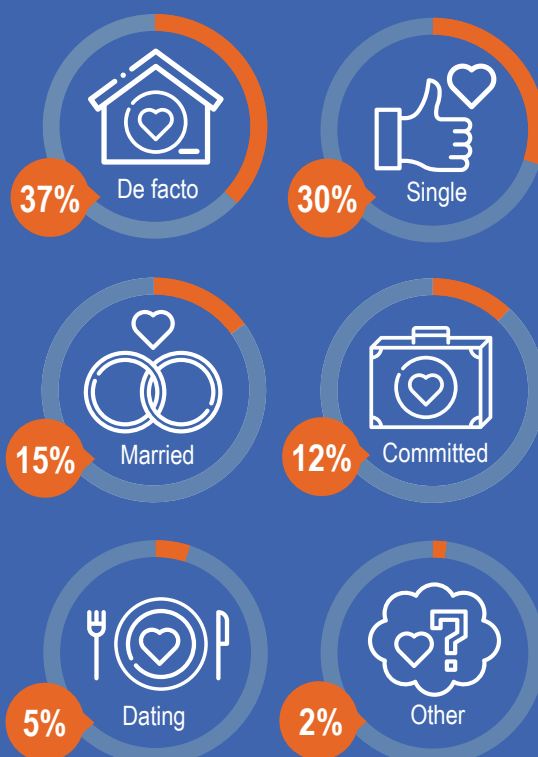 37%
De facto
30%
Single
15%
Married
12%
Committed
5%
Dating
2%
Other
?